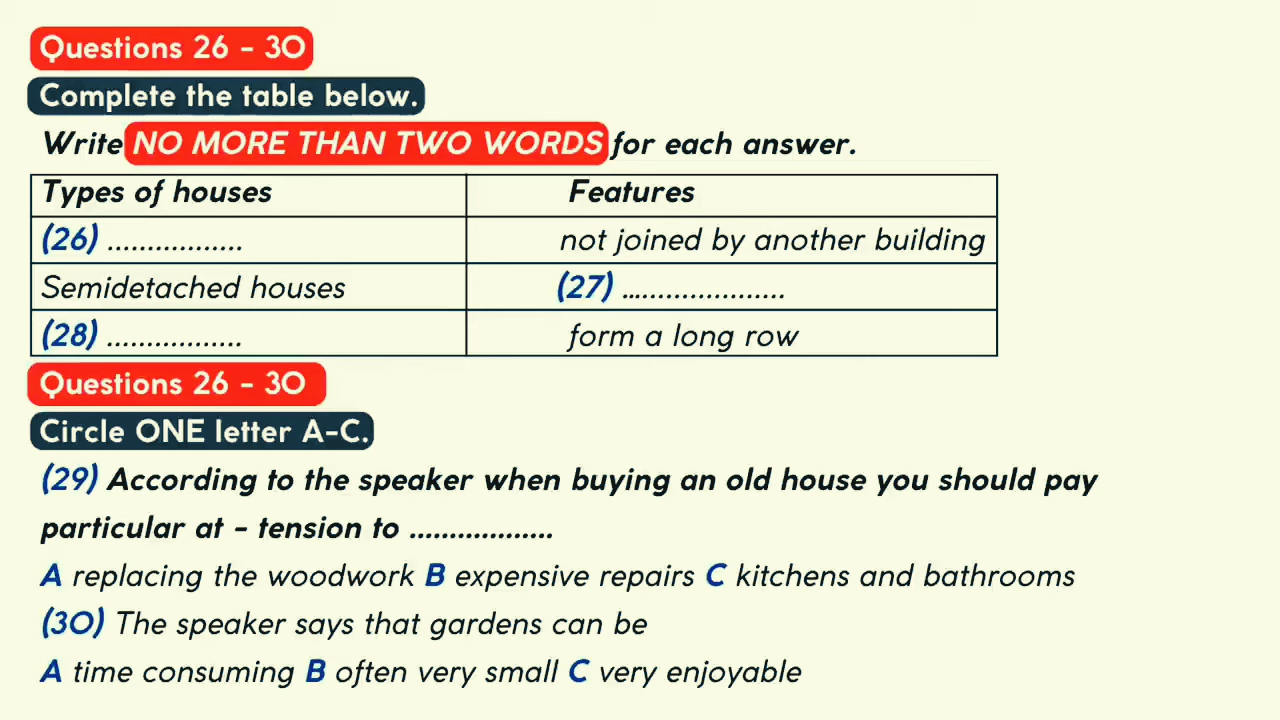 Questions 26 - 30
Complete the table below.
Write NO MORE THAN TWO WORDS for each answer.
Types of houses Features
(26) ................. not joined by another building
Semidetached houses (27) .....................
(28) ................. form a long row
Questions 26 - 30
Circle ONE letter A-C.
(29) According to the speaker when buying an old house you should pay
particular at - tension to ..................
A replacing the woodwork B expensive repairs C kitchens and bathrooms
(30) The speaker says that gardens can be
A time consuming B often very small C very enjoyable